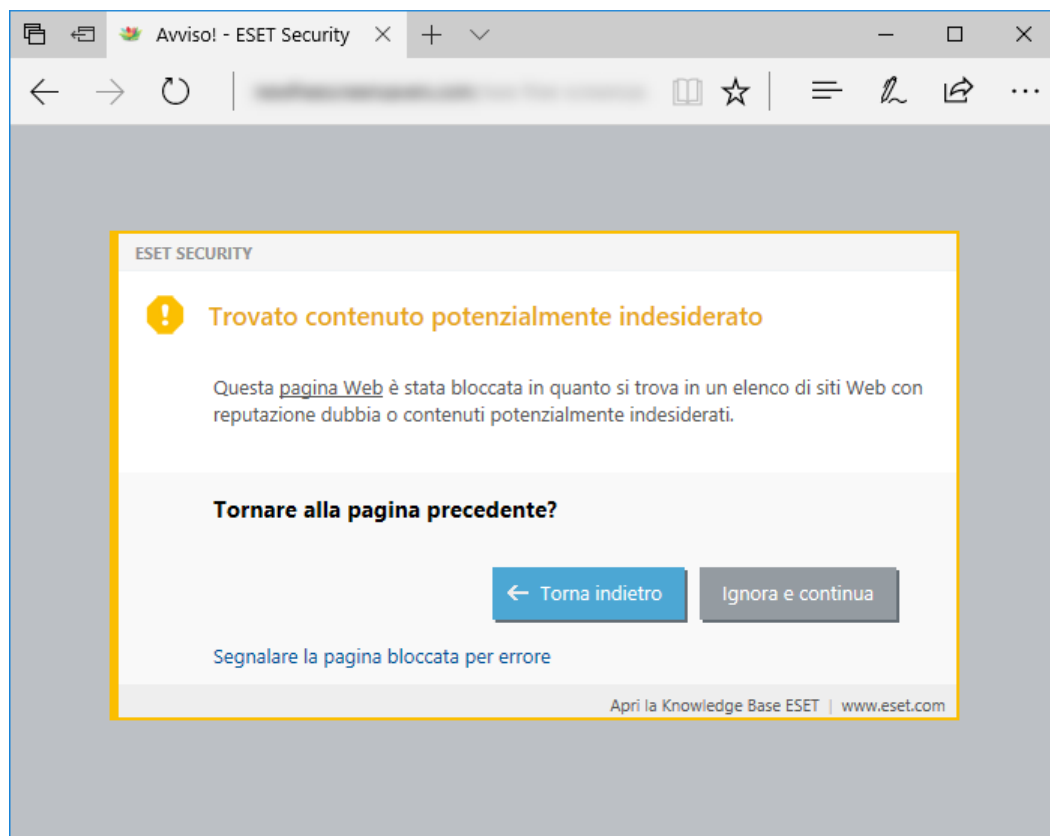 Avviso! - ESET Security
ESET SECURITY
Trovato contenuto potenzialmente indesiderato
Questa pagina Web è stata bloccata in quanto si trova in un elenco di siti Web con
reputazione dubbia o contenuti potenzialmente indesiderati.
Tornare alla pagina precedente?
Torna indietro
Ignora e continua
Segnalare la pagina bloccata per errore
Apri la Knowledge Base ESET | www.eset.com